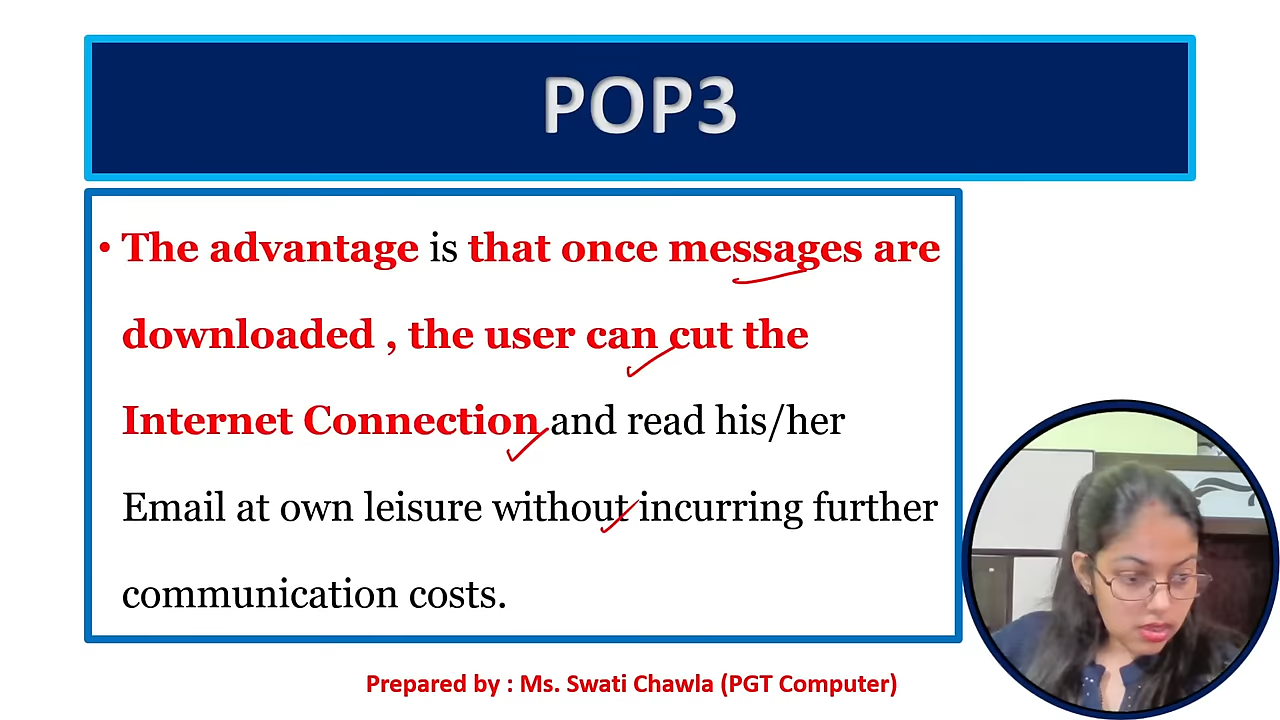 POP3
• The advantage is that once messages are
downloaded , the user can cut the
Internet Connection and read his/her
Email at own leisure without incurring further
communication costs.
Prepared by : Ms. Swati Chawla (PGT Computer)